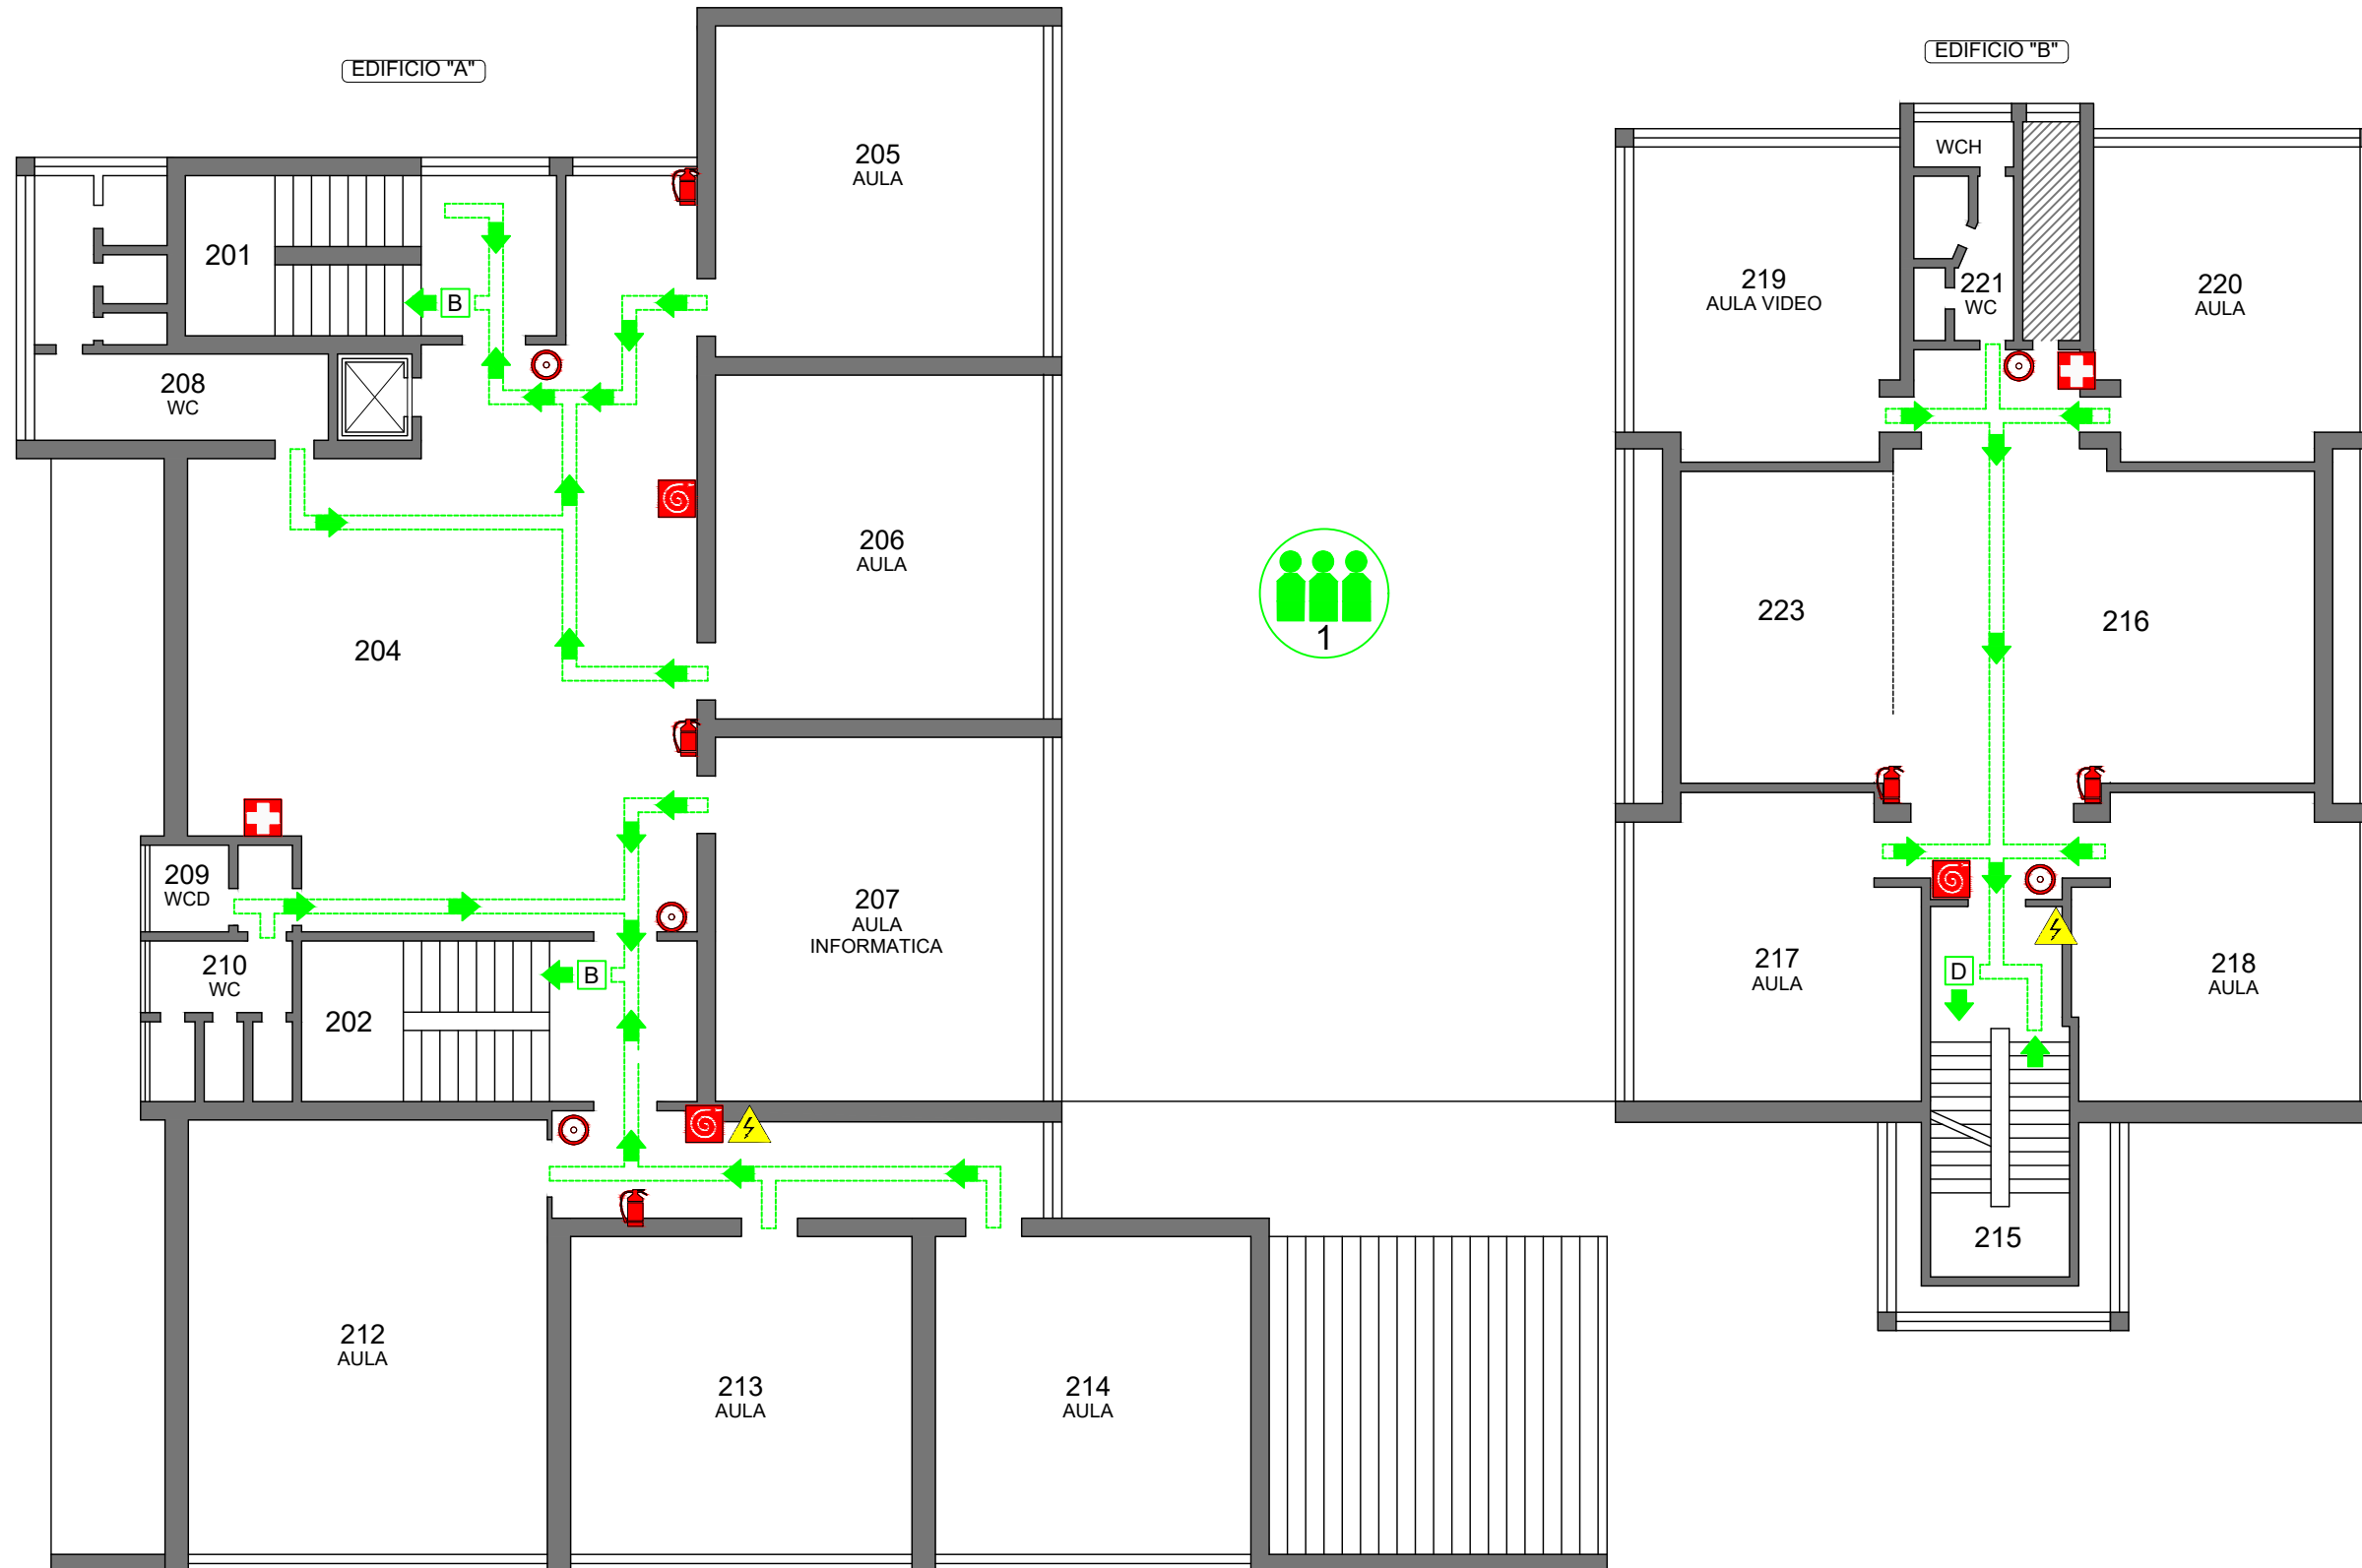 EDIFICIO "A"
EDIFICIO "B"
205
AULA
WCH
201
B
219
AULA VIDEO
221
WC
220
AULA
208
WC
206
AULA
204
1
223
216
209
WCD
207
AULA
INFORMATICA
210
WC
B
202
217
AULA
D
218
AULA
215
212
AULA
213
AULA
214
AULA